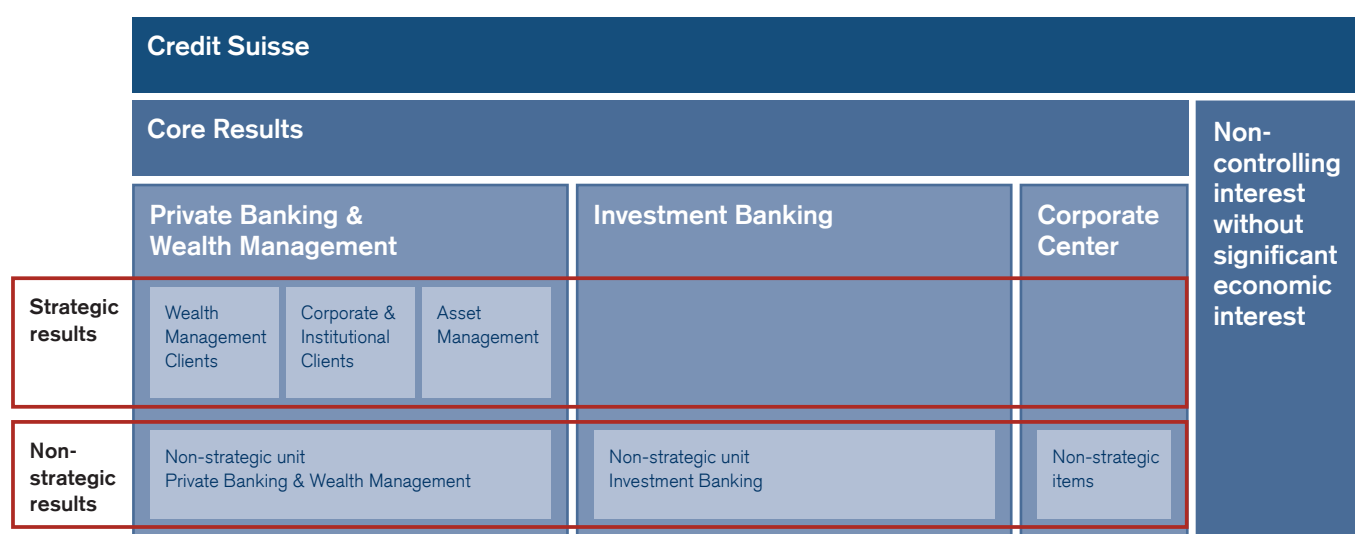 Credit Suisse
Core Results
Non-
controlling
interest
without
significant
economic
interest
Private Banking &
Wealth Management
Investment Banking
Corporate
Center
Strategic
results
Wealth
Management
Clients
Corporate &
Institutional
Clients
Asset
Management
Non-
strategic
results
Non-strategic unit
Private Banking & Wealth Management
Non-strategic unit
Investment Banking
Non-strategic
items